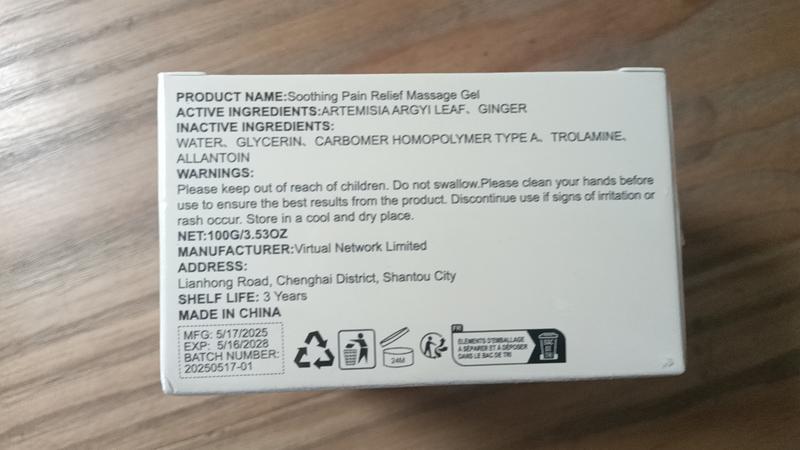 PRODUCT NAME:Soothing Pain Relief Massage Gel
ACTIVE INGREDIENTS:ARTEMISIA ARGYI LEAF、GINGER
INACTIVE INGREDIENTS:
WATER、GLYCERIN、CARBOMER HOMOPOLYMER TYPE A、TROLAMINE、
ALLANTOIN
WARNINGS:
Please keep out of reach of children. Do not swallow.Please clean your hands before
use to ensure the best results from the product. Discontinue use if signs of irritation or
rash occur. Store in a cool and dry place.
NET:100G/3.53OZ
MANUFACTURER:Virtual Network Limited
ADDRESS:
Lianhong Road, Chenghai District, Shantou City
SHELF LIFE: 3 Years
MADE IN CHINA
MFG: 5/17/2025
EXP: 5/16/2028
BATCH NUMBER:
20250517-01
24M
FR
ÉLÉMENTS D'EMBALLAGE
À SÉPARER ET À DÉPOSER
DANS LE BAC DE TRI
BAC
DE
TRI